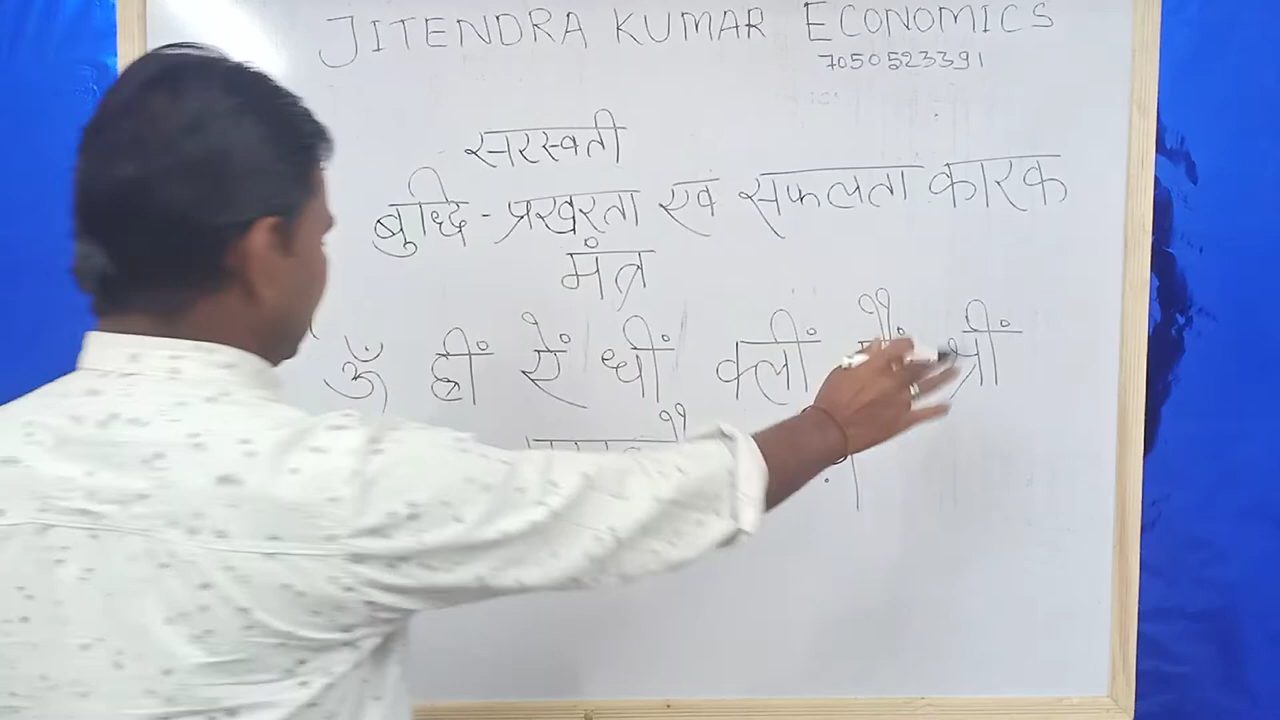 JITENDRA KUMAR ECONOMICS
7050523391
सरस्वती
बुद्धि - प्रखरता एवं सफलता कारक
मंत्र
ॐ ह्रीं ऐं धीं क्लीं श्रीं